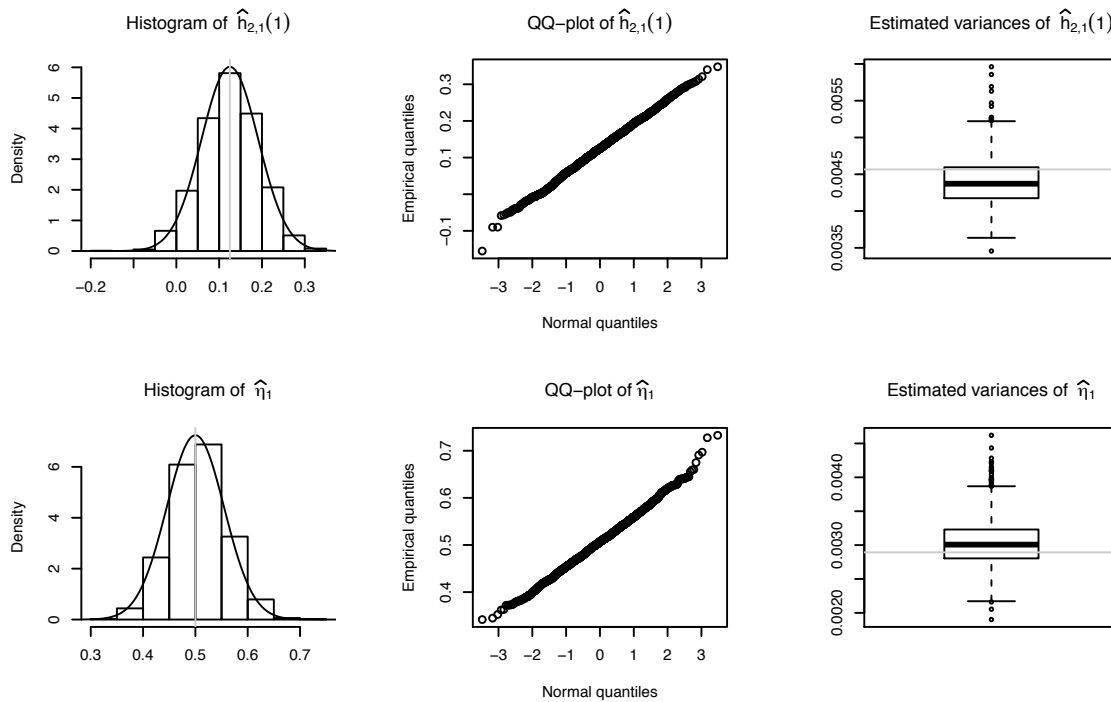 Histogram of ĥ2,1(1)
Density
0 1 2 3 4 5 6
−0.2 0.0 0.1 0.2 0.3
QQ−plot of ĥ2,1(1)
Empirical quantiles
−0.1 0.1 0.2 0.3
−3 −2 −1 0 1 2 3
Normal quantiles
Estimated variances of ĥ2,1(1)
0.0035 0.0045 0.0055
Histogram of η̂1
Density
0 2 4 6
0.3 0.4 0.5 0.6 0.7
QQ−plot of η̂1
Empirical quantiles
0.4 0.5 0.6 0.7
−3 −2 −1 0 1 2 3
Normal quantiles
Estimated variances of η̂1
0.0020 0.0030 0.0040